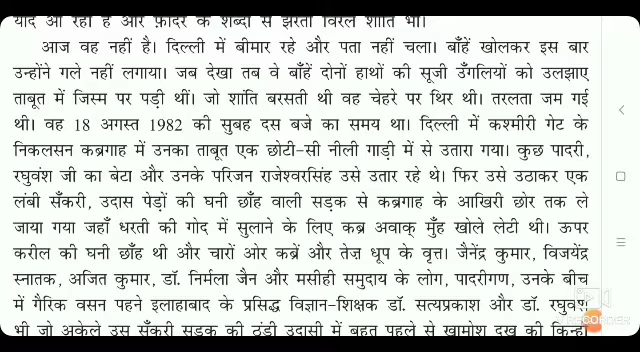 याद आ रहा है और फ़ादर के शब्दों से झरती विरल शांति भी।
आज वह नहीं है। दिल्ली में बीमार रहे और पता नहीं चला। बाँहें खोलकर इस बार
उन्होंने गले नहीं लगाया। जब देखा तब वे बाँहें दोनों हाथों की सूजी उँगलियों को उलझाए
ताबूत में जिस्म पर पड़ी थीं। जो शांति बरसती थी वह चेहरे पर थिर थी। तरलता जम गई
थी। वह 18 अगस्त 1982 की सुबह दस बजे का समय था। दिल्ली में कश्मीरी गेट के
निकलसन कब्रगाह में उनका ताबूत एक छोटी-सी नीली गाड़ी में से उतारा गया। कुछ पादरी,
रघुवंश जी का बेटा और उनके परिजन राजेश्वरसिंह उसे उतार रहे थे। फिर उसे उठाकर एक
लंबी सँकरी, उदास पेड़ों की घनी छाँह वाली सड़क से कब्रगाह के आखिरी छोर तक ले
जाया गया जहाँ धरती की गोद में सुलाने के लिए कब्र अवाक् मुँह खोले लेटी थी। ऊपर
करील की घनी छाँह थी और चारों ओर कब्रें और तेज़ धूप के वृत्त। जैनेंद्र कुमार, विजयेंद्र
स्नातक, अजित कुमार, डॉ. निर्मला जैन और मसीही समुदाय के लोग, पादरीगण, उनके बीच
में गैरिक वसन पहने इलाहाबाद के प्रसिद्ध विज्ञान-शिक्षक डॉ. सत्यप्रकाश और डॉ. रघुवंश
भी जो अकेले उस सँकरी सड़क की ठंडी उदासी में बहुत पहले से खामोश दुख की किन्हीं
RECORDER